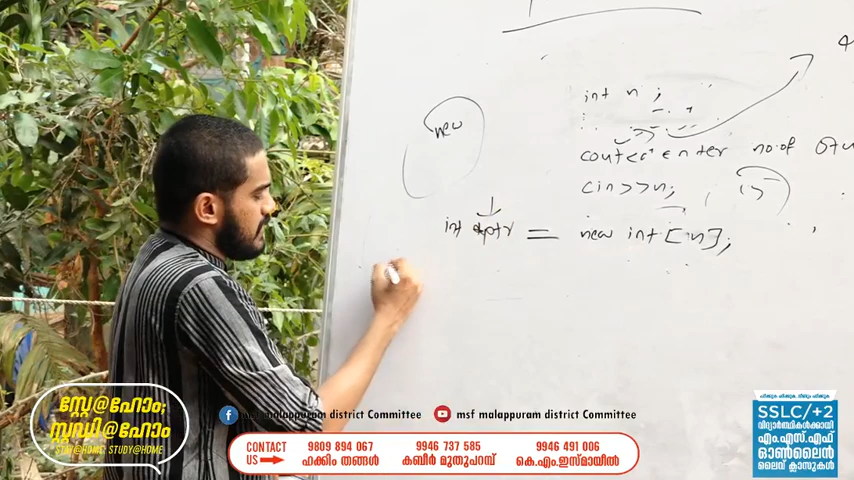 int n;
cout<<"enter no.of stu
cin>>n;
new
int *ptr = new int[n];
സ്റ്റേ@ഹോം;
സ്റ്റഡി@ഹോം
STAY@HOME; STUDY@HOME
msf malappuram district Committee
msf malappuram district Committee
CONTACT US
9809 894 067
ഹക്കീം തങ്ങൾ
9946 737 585
കബീർ മുതുപറമ്പ്
9946 491 006
കെ.എം.ഇസ്മായീൽ
SSLC/+2
വിദ്യാർത്ഥികൾക്കായി
എം.എസ്.എഫ്
ഓൺലൈൻ
ലൈവ് ക്ലാസുകൾ